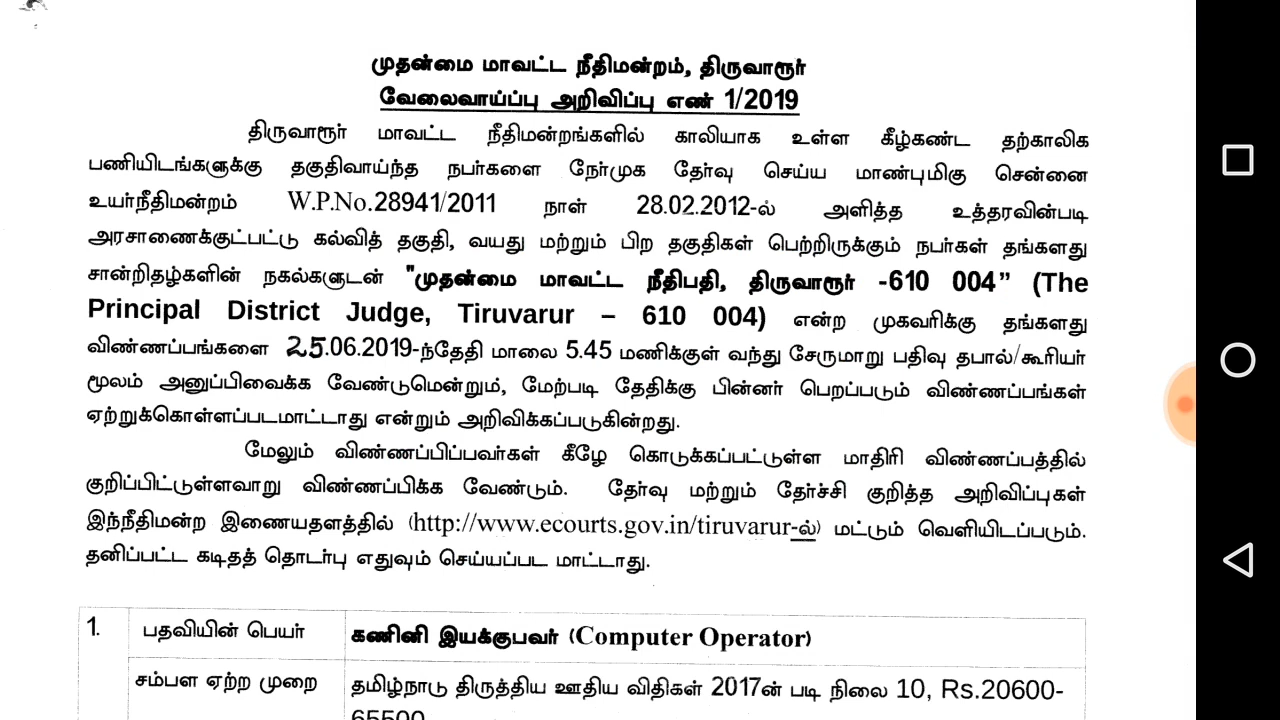 முதன்மை மாவட்ட நீதிமன்றம், திருவாரூர்
வேலைவாய்ப்பு அறிவிப்பு எண் 1/2019
திருவாரூர் மாவட்ட நீதிமன்றங்களில் காலியாக உள்ள கீழ்கண்ட தற்காலிக
பணியிடங்களுக்கு தகுதிவாய்ந்த நபர்களை நேர்முக தேர்வு செய்ய மாண்புமிகு சென்னை
உயர்நீதிமன்றம் W.P.No.28941/2011 நாள் 28.02.2012-ல் அளித்த உத்தரவின்படி
அரசாணைக்குட்பட்டு கல்வித் தகுதி, வயது மற்றும் பிற தகுதிகள் பெற்றிருக்கும் நபர்கள் தங்களது
சான்றிதழ்களின் நகல்களுடன் "முதன்மை மாவட்ட நீதிபதி, திருவாரூர் -610 004” (The
Principal District Judge, Tiruvarur – 610 004) என்ற முகவரிக்கு தங்களது
விண்ணப்பங்களை 25.06.2019-ந்தேதி மாலை 5.45 மணிக்குள் வந்து சேருமாறு பதிவு தபால்/கூரியர்
மூலம் அனுப்பிவைக்க வேண்டுமென்றும், மேற்படி தேதிக்கு பின்னர் பெறப்படும் விண்ணப்பங்கள்
ஏற்றுக்கொள்ளப்படமாட்டாது என்றும் அறிவிக்கப்படுகின்றது.
மேலும் விண்ணப்பிப்பவர்கள் கீழே கொடுக்கப்பட்டுள்ள மாதிரி விண்ணப்பத்தில்
குறிப்பிட்டுள்ளவாறு விண்ணப்பிக்க வேண்டும். தேர்வு மற்றும் தேர்ச்சி குறித்த அறிவிப்புகள்
இந்நீதிமன்ற இணையதளத்தில் (http://www.ecourts.gov.in/tiruvarur-ல்) மட்டும் வெளியிடப்படும்.
தனிப்பட்ட கடிதத் தொடர்பு எதுவும் செய்யப்பட மாட்டாது.
1. பதவியின் பெயர் கணினி இயக்குபவர் (Computer Operator)
சம்பள ஏற்ற முறை தமிழ்நாடு திருத்திய ஊதிய விதிகள் 2017ன் படி நிலை 10, Rs.20600-
65500